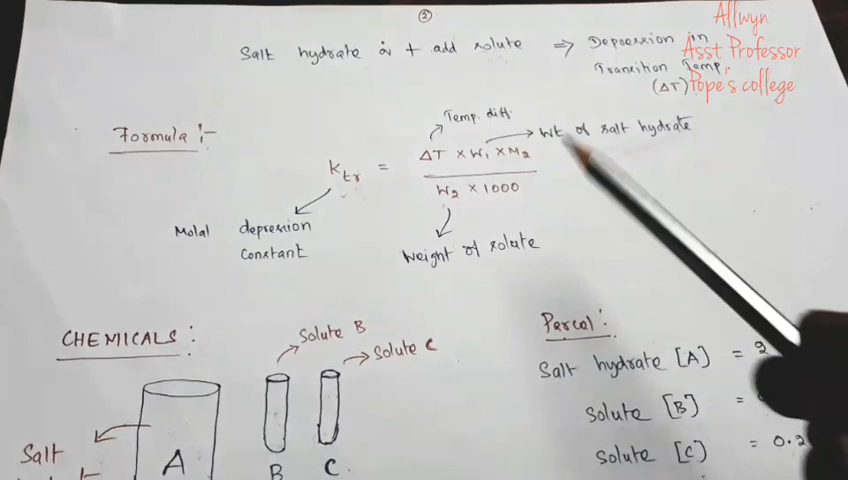 ③
Allwyn
Asst Professor
Pope's college
Salt hydrate in + add solute ⇒ Depression in
Transition Temp.
(ΔT)
Formula :-
Temp. diff
Wt of salt hydrate
Ktr = ΔT × W₁ × M₂
W₂ × 1000
Molal depression
Constant
Weight of solute
CHEMICALS :
Solute B
Solute C
Parcel :
Salt hydrate [A] = 2
Solute [B] =
Solute [C] = 0.2
Salt
A
B
C